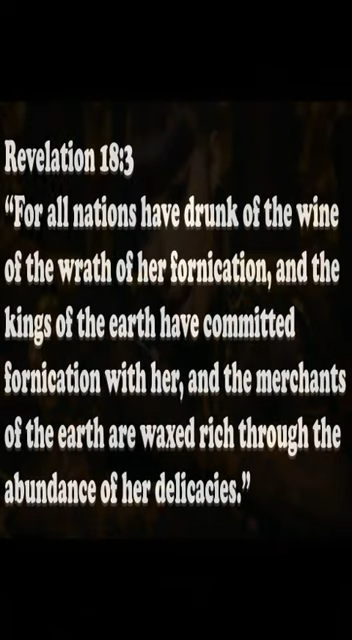 Revelation 18:3
“For all nations have drunk of the wine
of the wrath of her fornication, and the
kings of the earth have committed
fornication with her, and the merchants
of the earth are waxed rich through the
abundance of her delicacies.”